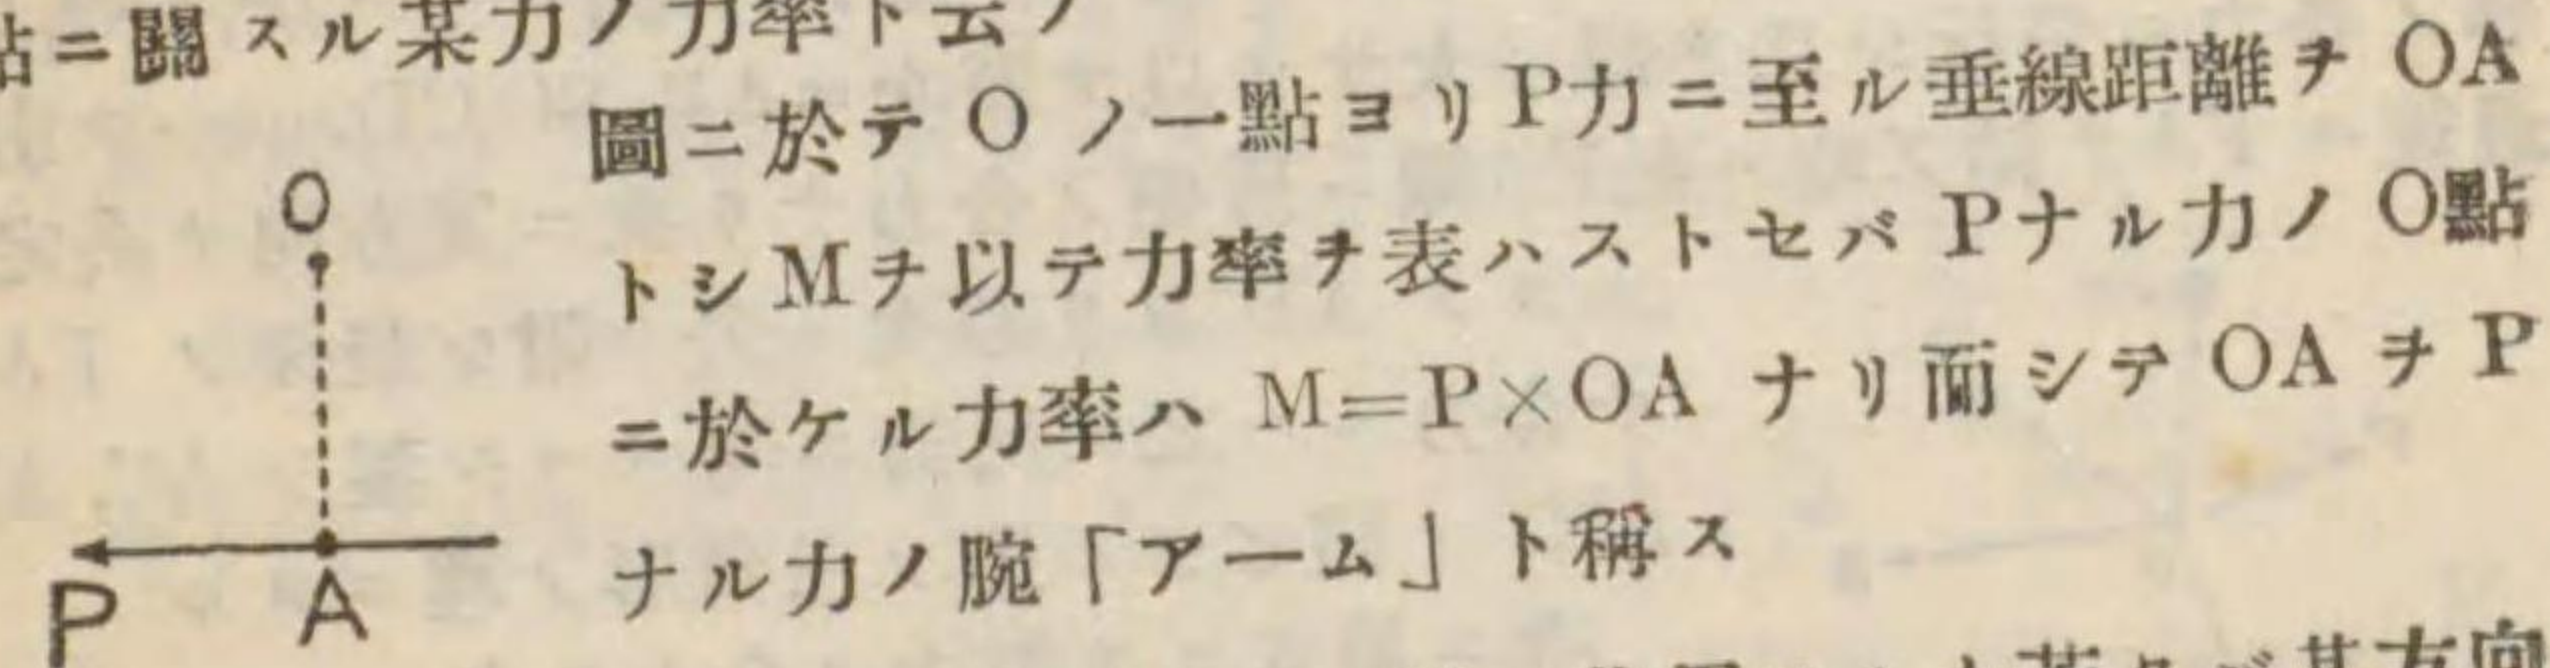 點ニ關スル某力ノ力率ト云フ
圖ニ於テ O ノ一點ヨリ P力ニ至ル垂線距離ヲ OA
トシ Mヲ以テ力率ヲ表ハストセバ Pナル力ノ O點
ニ於ケル力率ハ M=P×OA ナリ而シテ OA ヲ P
ナル力ノ腕「アーム」ト稱ス
O
P
A